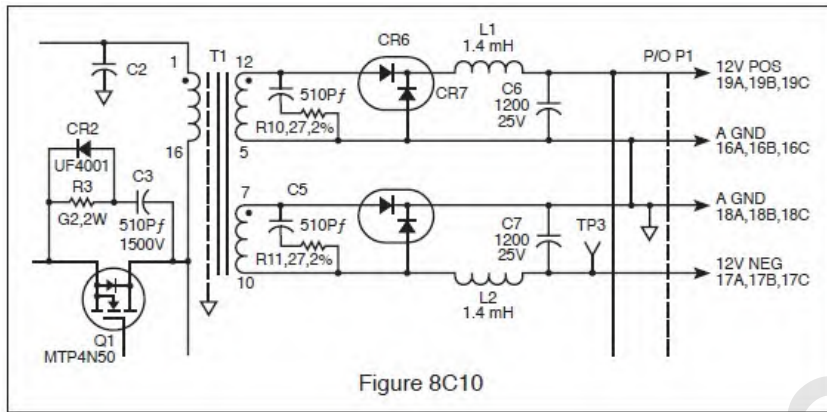 C2
1
T1
12
CR6
L1
1.4 mH
P/O P1
12V POS
19A,19B,19C
510Pƒ
R10,27,2%
CR7
C6
1200
25V
16
5
A GND
16A,16B,16C
CR2
UF4001
R3
G2,2W
C3
510Pƒ
1500V
7
C5
510Pƒ
R11,27,2%
10
C7
1200
25V
TP3
A GND
18A,18B,18C
12V NEG
17A,17B,17C
L2
1.4 mH
Q1
MTP4N50
Figure 8C10